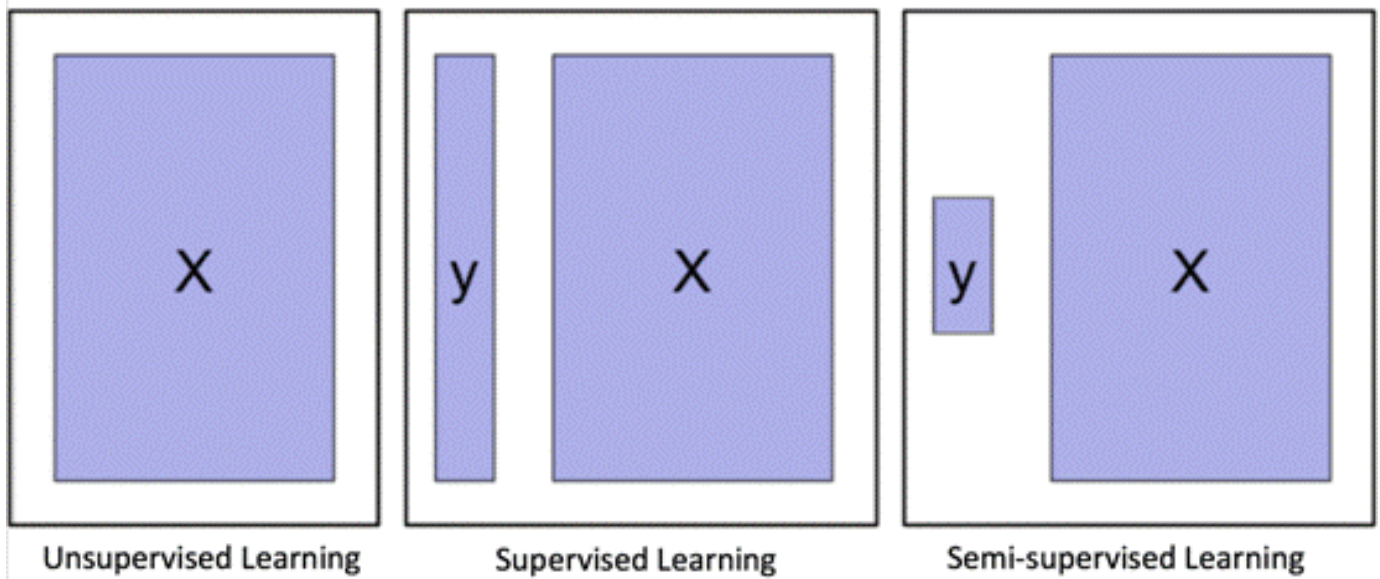 X
y
X
y
X
Unsupervised Learning
Supervised Learning
Semi-supervised Learning